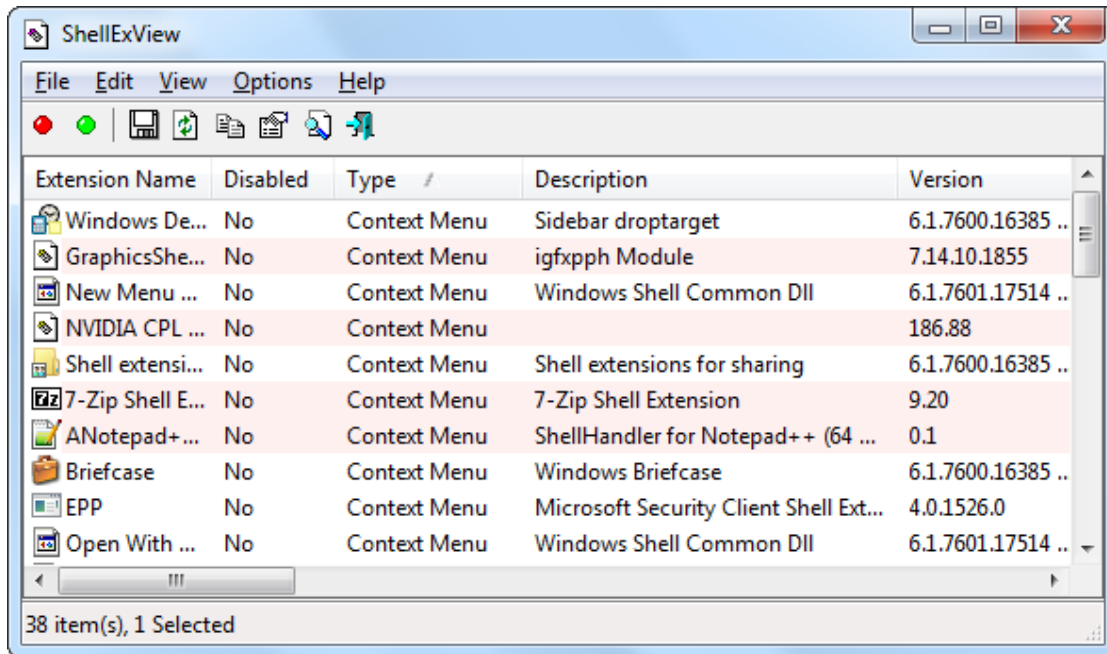 ShellExView
File Edit View Options Help
Extension Name Disabled Type Description Version
Windows De... No Context Menu Sidebar droptarget 6.1.7600.16385 ..
GraphicsShe... No Context Menu igfxpph Module 7.14.10.1855
New Menu ... No Context Menu Windows Shell Common Dll 6.1.7601.17514 ..
NVIDIA CPL ... No Context Menu 186.88
Shell extensi... No Context Menu Shell extensions for sharing 6.1.7600.16385 ..
7z 7-Zip Shell E... No Context Menu 7-Zip Shell Extension 9.20
ANotepad+... No Context Menu ShellHandler for Notepad++ (64 ... 0.1
Briefcase No Context Menu Windows Briefcase 6.1.7600.16385 ..
EPP No Context Menu Microsoft Security Client Shell Ext... 4.0.1526.0
Open With ... No Context Menu Windows Shell Common Dll 6.1.7601.17514 ..
38 item(s), 1 Selected